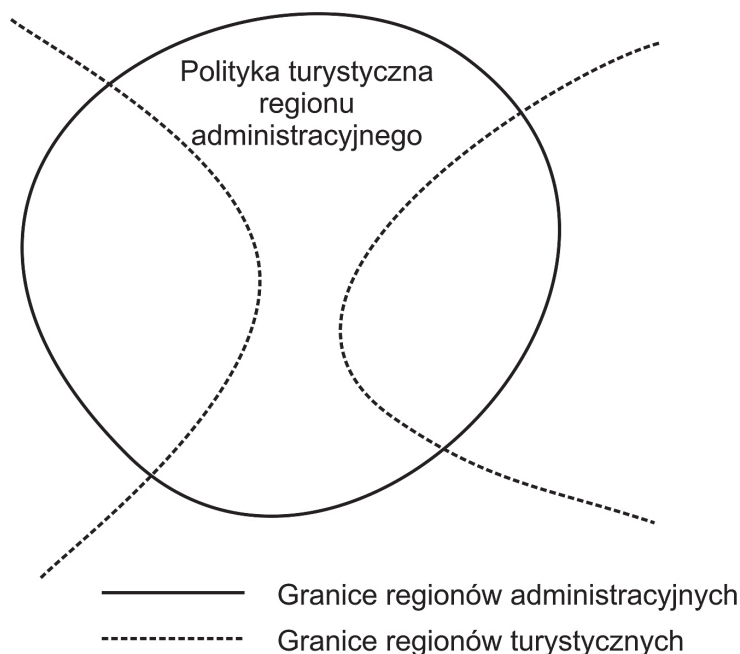 Polityka turystyczna
regionu
administracyjnego
Granice regionów administracyjnych
Granice regionów turystycznych